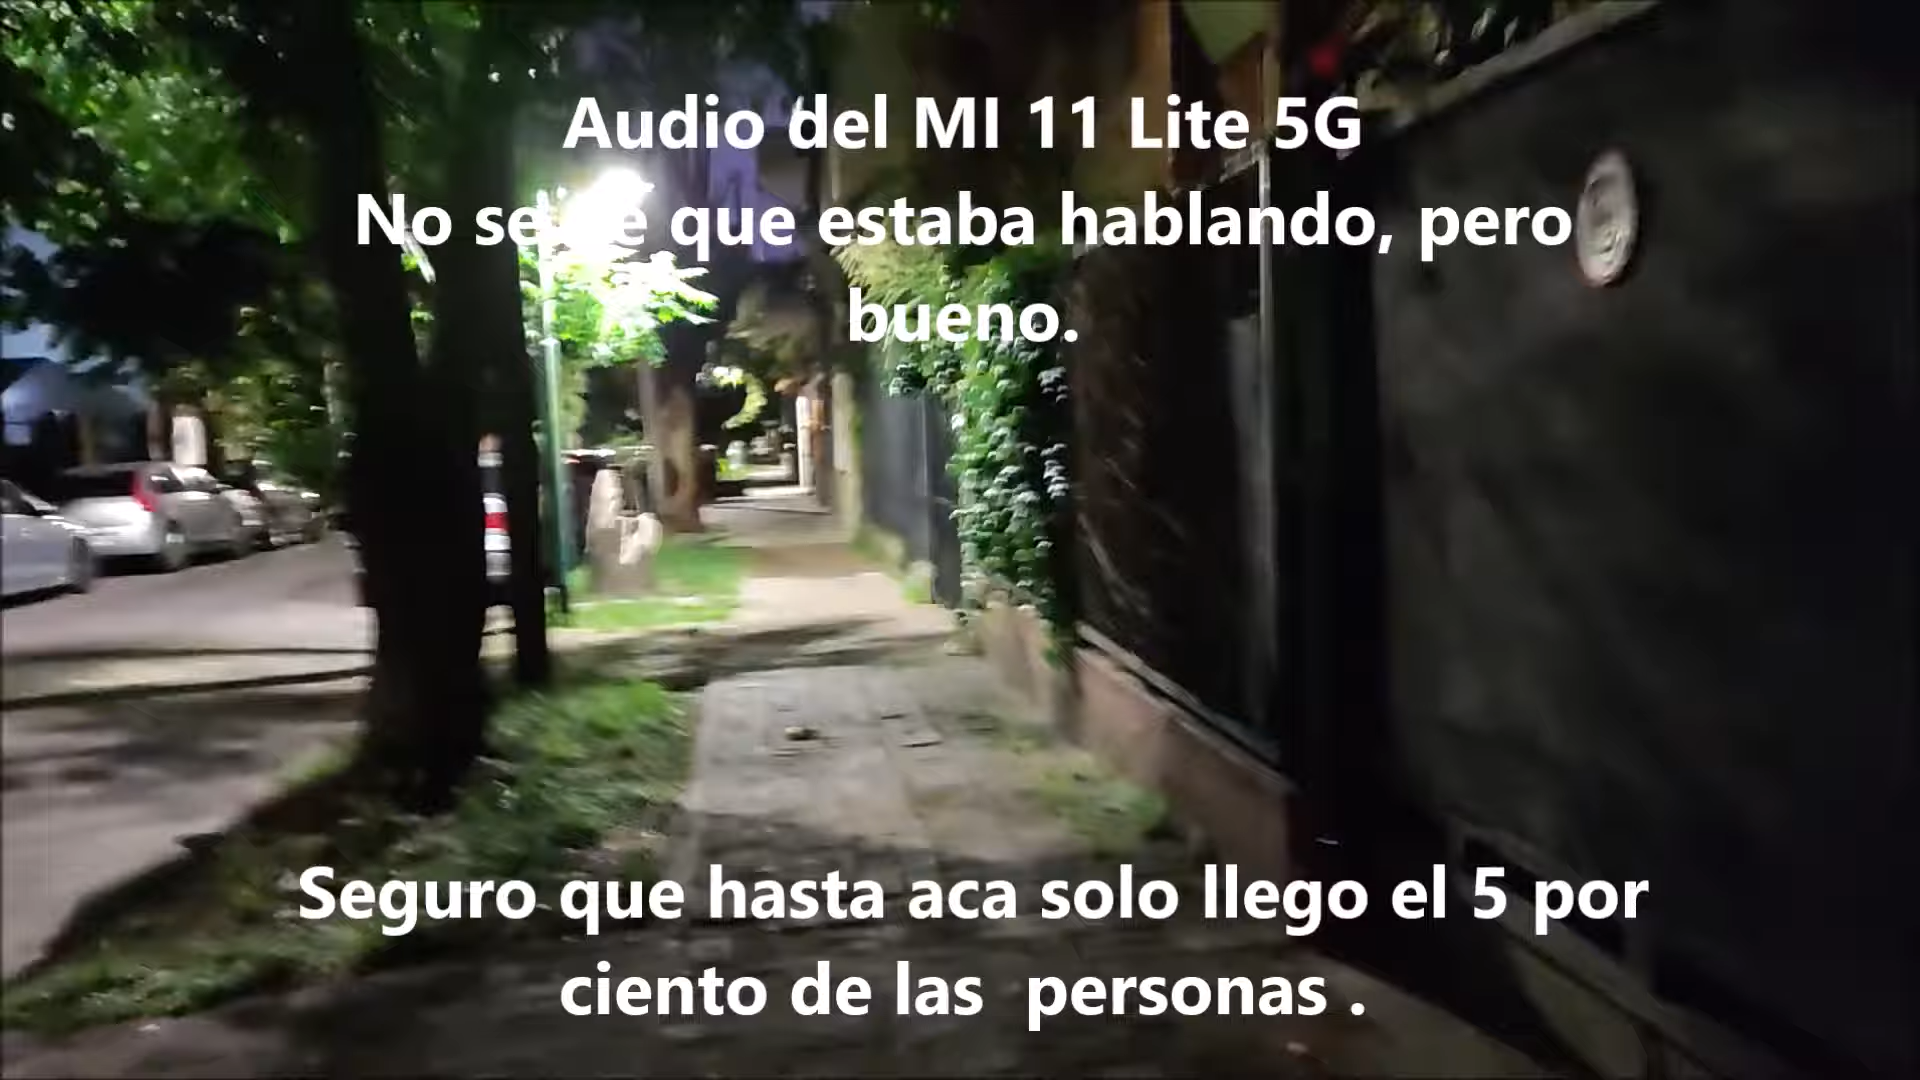 Audio del MI 11 Lite 5G
No se de que estaba hablando, pero
bueno.
Seguro que hasta aca solo llego el 5 por
ciento de las  personas .